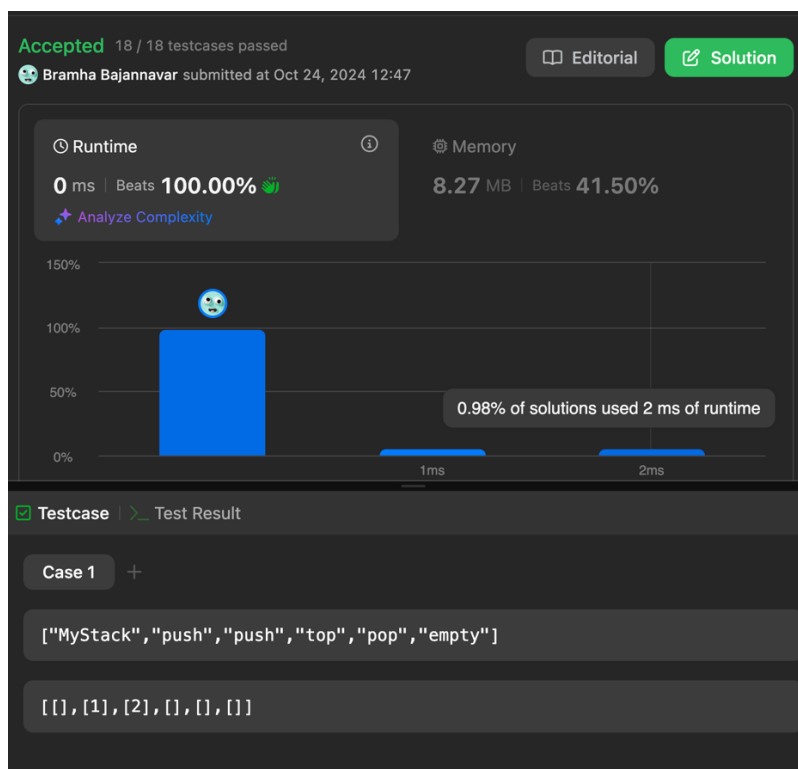 Accepted 18 / 18 testcases passed
Bramha Bajannavar submitted at Oct 24, 2024 12:47
Editorial
Solution
Runtime
0 ms | Beats 100.00%
Analyze Complexity
Memory
8.27 MB | Beats 41.50%
150%
100%
50%
0%
0.98% of solutions used 2 ms of runtime
1ms
2ms
Testcase | >_ Test Result
Case 1 +
["MyStack","push","push","top","pop","empty"]
[[],[1],[2],[],[],[]]